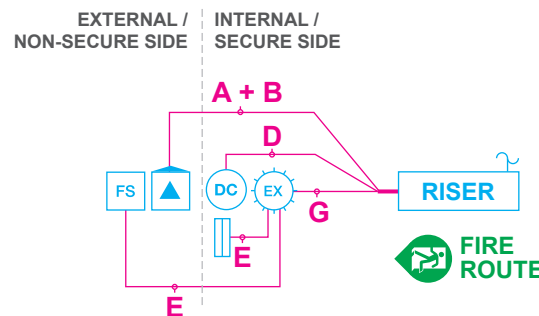 EXTERNAL /
NON-SECURE SIDE
INTERNAL /
SECURE SIDE
A + B
D
FS
DC
EX
RISER
G
E
E
FIRE
ROUTE